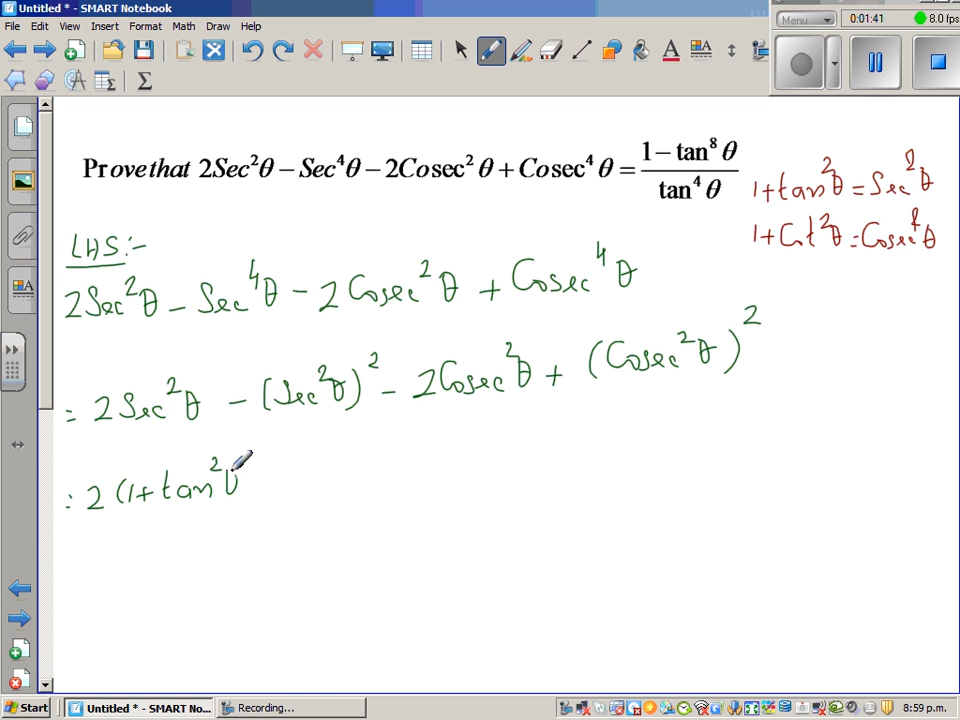 Untitled * - SMART Notebook
File Edit View Insert Format Math Draw Help
Menu
0:01:41
8.0 fps
Prove that 2Sec²θ − Sec⁴θ − 2Cosec²θ + Cosec⁴θ = (1 − tan⁸θ)/(tan⁴θ)
1+tan²θ = Sec²θ
1+Cot²θ = Cosec²θ
LHS:-
2Sec²θ − Sec⁴θ − 2Cosec²θ + Cosec⁴θ
= 2Sec²θ − (Sec²θ)² − 2Cosec²θ + (Cosec²θ)²
= 2(1+tan²θ
Start
Untitled * - SMART No...
Recording...
8:59 p.m.